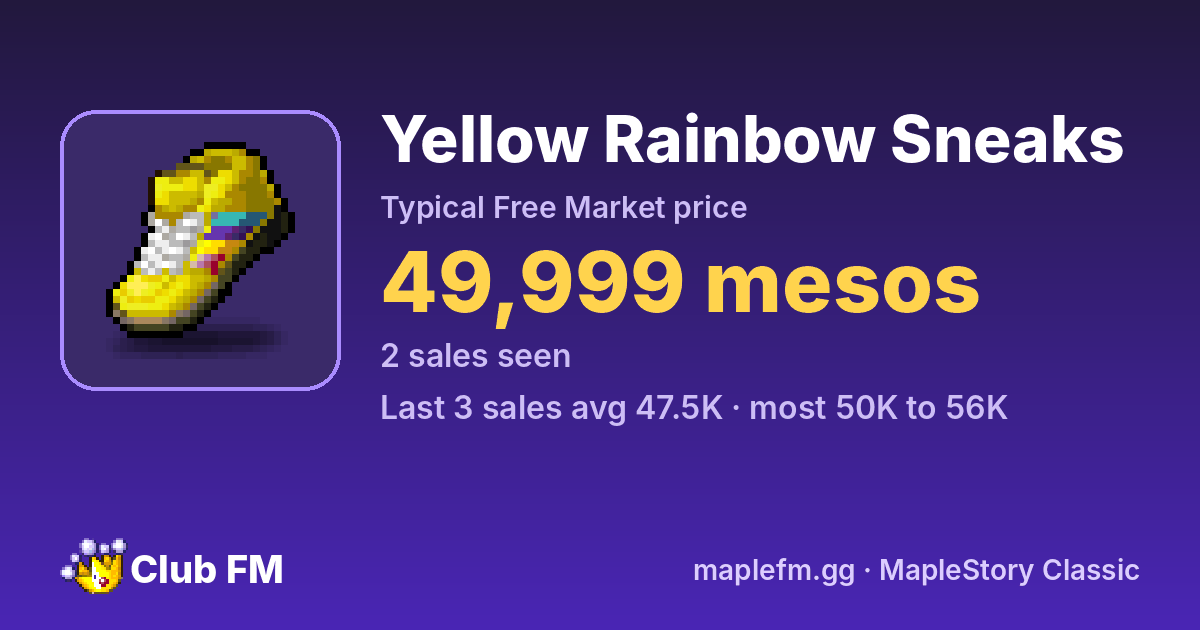 Yellow Rainbow Sneaks
Typical Free Market price
49,999 mesos
2 sales seen
Last 3 sales avg 47.5K · most 50K to 56K
Club FM
maplefm.gg · MapleStory Classic